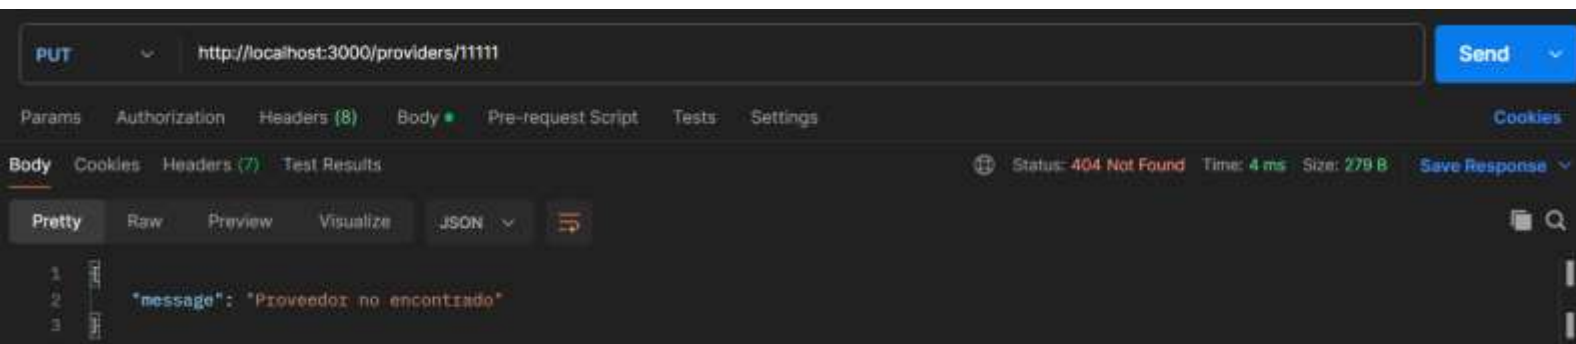 PUT http://localhost:3000/providers/11111 Send
Params Authorization Headers (8) Body Pre-request Script Tests Settings Cookies
Body Cookies Headers (7) Test Results Status: 404 Not Found Time: 4 ms Size: 279 B Save Response
Pretty Raw Preview Visualize JSON
1 {
2 "message": "Proveedor no encontrado"
3 }